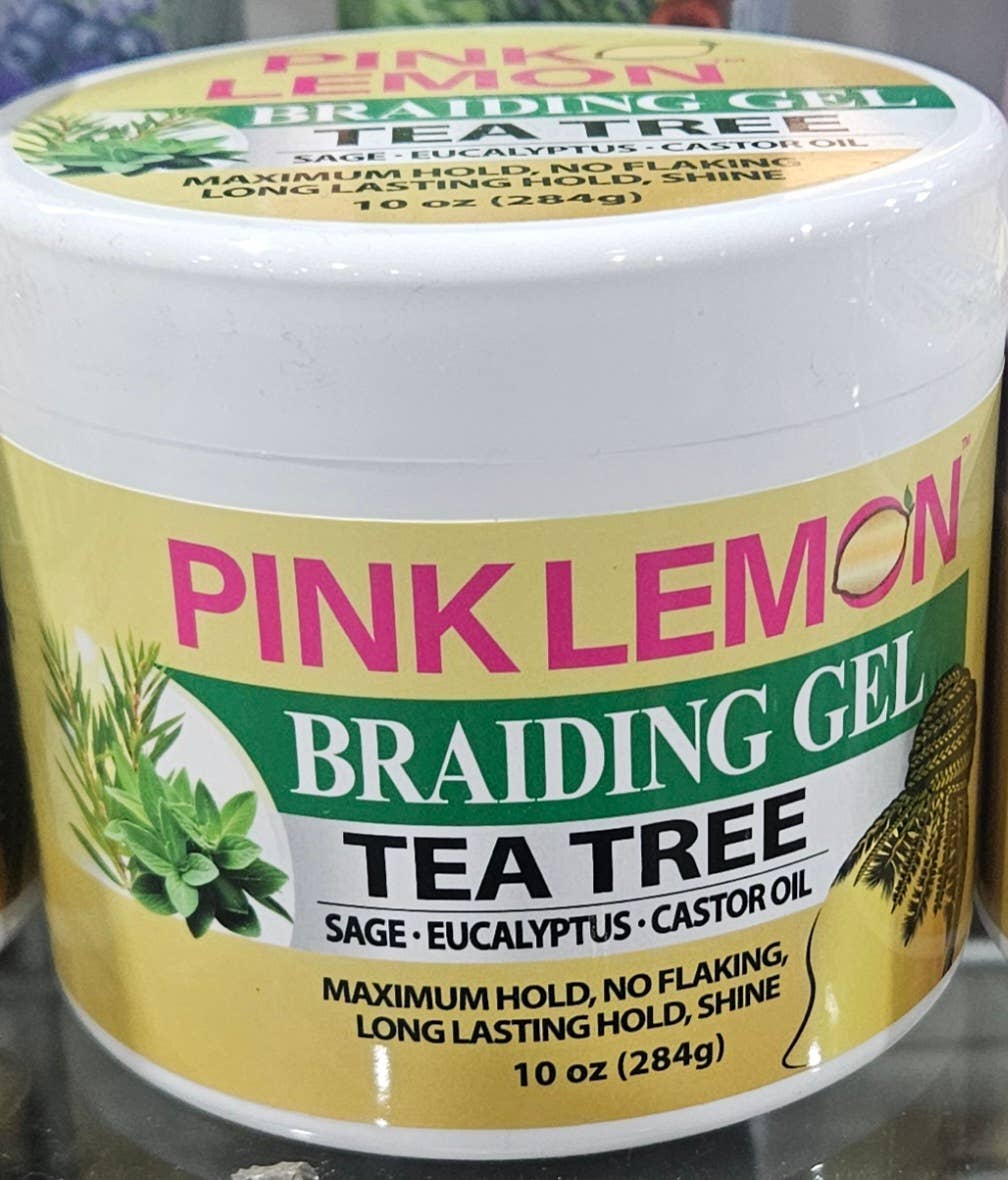 PINK
LEMON™
BRAIDING GEL
TEA TREE
SAGE · EUCALYPTUS · CASTOR OIL
MAXIMUM HOLD, NO FLAKING
LONG LASTING HOLD, SHINE
10 oz (284g)
PINK LEMON™
BRAIDING GEL
TEA TREE
SAGE · EUCALYPTUS · CASTOR OIL
MAXIMUM HOLD, NO FLAKING,
LONG LASTING HOLD, SHINE
10 oz (284g)